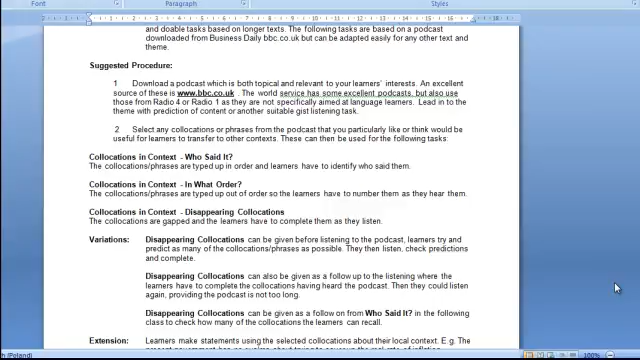 Font
Paragraph
Styles
and doable tasks based on longer texts. The following tasks are based on a podcast
downloaded from Business Daily bbc.co.uk but can be adapted easily for any other text and
theme.
Suggested Procedure:
1 Download a podcast which is both topical and relevant to your learners' interests. An excellent
source of these is www.bbc.co.uk . The world service has some excellent podcasts, but also use
those from Radio 4 or Radio 1 as they are not specifically aimed at language learners. Lead in to the
theme with prediction of content or another suitable gist listening task.
2 Select any collocations or phrases from the podcast that you particularly like or think would be
useful for learners to transfer to other contexts. These can then be used for the following tasks:
Collocations in Context - Who Said It?
The collocations/phrases are typed up in order and learners have to identify who said them.
Collocations in Context - In What Order?
The collocations/phrases are typed up out of order so the learners have to number them as they hear them.
Collocations in Context - Disappearing Collocations
The collocations are gapped and the learners have to complete them as they listen.
Variations: Disappearing Collocations can be given before listening to the podcast, learners try and
predict as many of the collocations/phrases as possible. They then listen, check predictions
and complete.
Disappearing Collocations can also be given as a follow up to the listening where the
learners have to complete the collocations having heard the podcast. Then they could listen
again, providing the podcast is not too long.
Disappearing Collocations can be given as a follow on from Who Said It? in the following
class to check how many of the collocations the learners can recall.
Extension: Learners make statements using the selected collocations about their local context. E.g. The
h (Poland)
100%